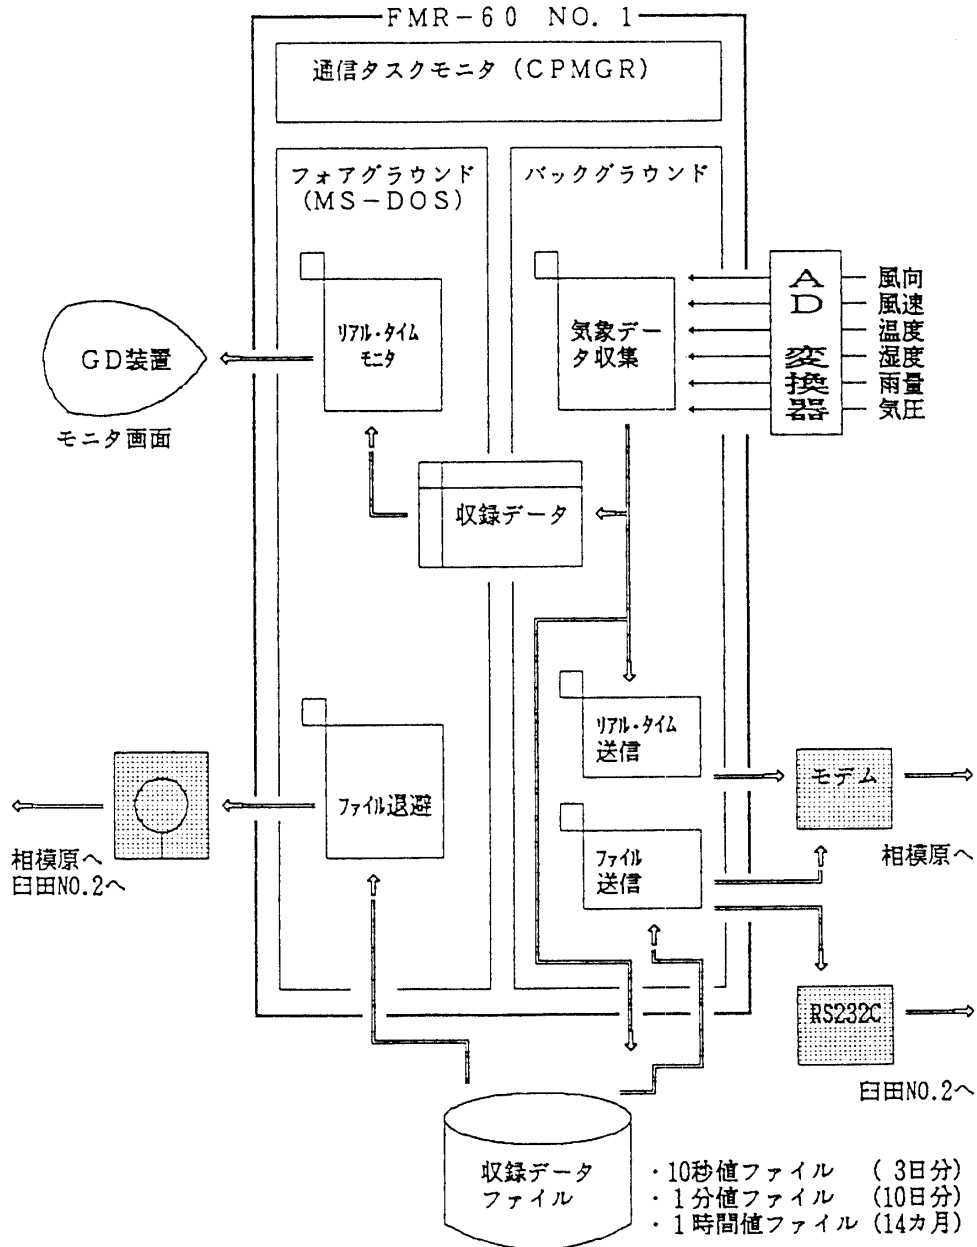 FMR-60 NO. 1
通信タスクモニタ (CPMGR)
フォアグラウンド
(MS-DOS)
バックグラウンド
リアル・タイム
モニタ
気象デー
タ収集
AD変換器
風向
風速
温度
湿度
雨量
気圧
GD装置
モニタ画面
収録データ
リアル・タイム
送信
モデム
相模原へ
ファイル退避
相模原へ
臼田NO.2へ
ファイル
送信
RS232C
臼田NO.2へ
収録データ
ファイル
・10秒値ファイル ( 3日分)
・1分値ファイル (10日分)
・1時間値ファイル (14カ月)